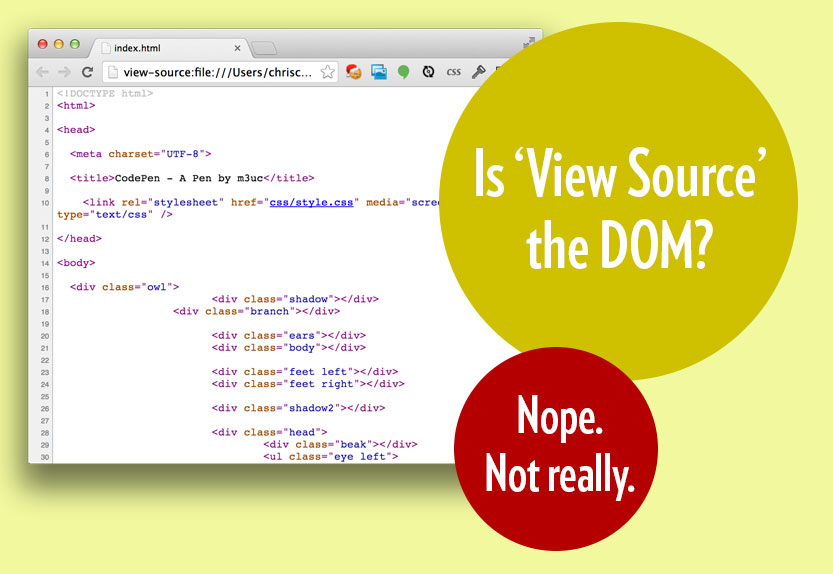 index.html
view-source:file:///Users/chrisc...
CSS
1 <!DOCTYPE html>
2 <html>
3
4 <head>
5
6 <meta charset="UTF-8">
7
8 <title>CodePen - A Pen by m3uc</title>
9
10 <link rel="stylesheet" href="css/style.css" media="scree
type="text/css" />
11
12 </head>
13
14 <body>
15
16 <div class="owl">
17 <div class="shadow"></div>
18 <div class="branch"></div>
19
20 <div class="ears"></div>
21 <div class="body"></div>
22
23 <div class="feet left"></div>
24 <div class="feet right"></div>
25
26 <div class="shadow2"></div>
27
28 <div class="head">
29 <div class="beak"></div>
30 <ul class="eye left">
Is ‘View Source’
the DOM?
Nope.
Not really.